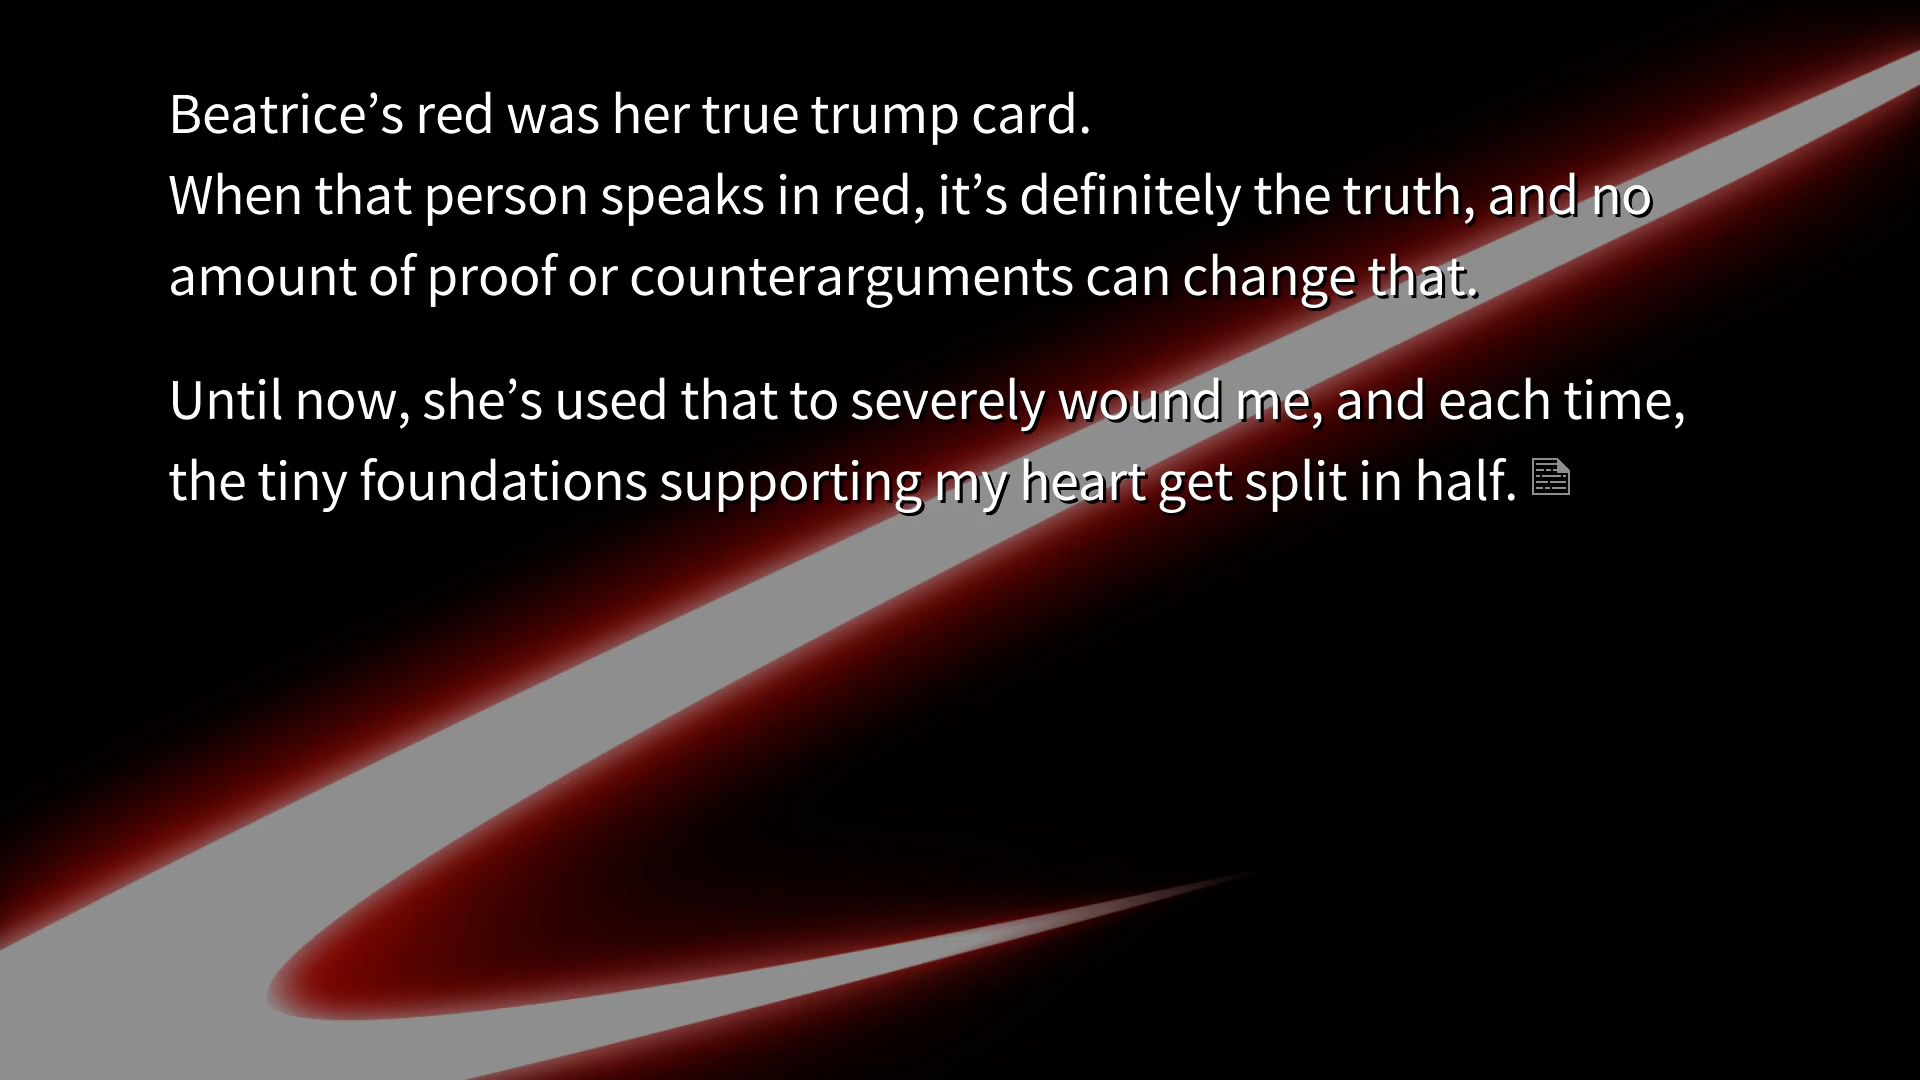 Beatrice’s red was her true trump card.
When that person speaks in red, it’s definitely the truth, and no
amount of proof or counterarguments can change that.
Until now, she’s used that to severely wound me, and each time,
the tiny foundations supporting my heart get split in half.